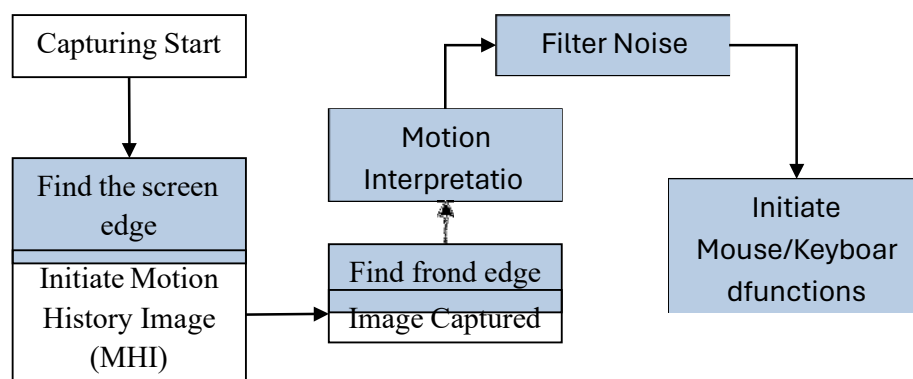 Capturing Start
Find the screen
edge
Initiate Motion
History Image
(MHI)
Find frond edge
Image Captured
Motion
Interpretatio
Filter Noise
Initiate
Mouse/Keyboar
dfunctions